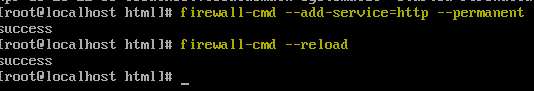 [root@localhost html]# firewall-cmd --add-service=http --permanent
success
[root@localhost html]# firewall-cmd --reload
success
[root@localhost html]# _